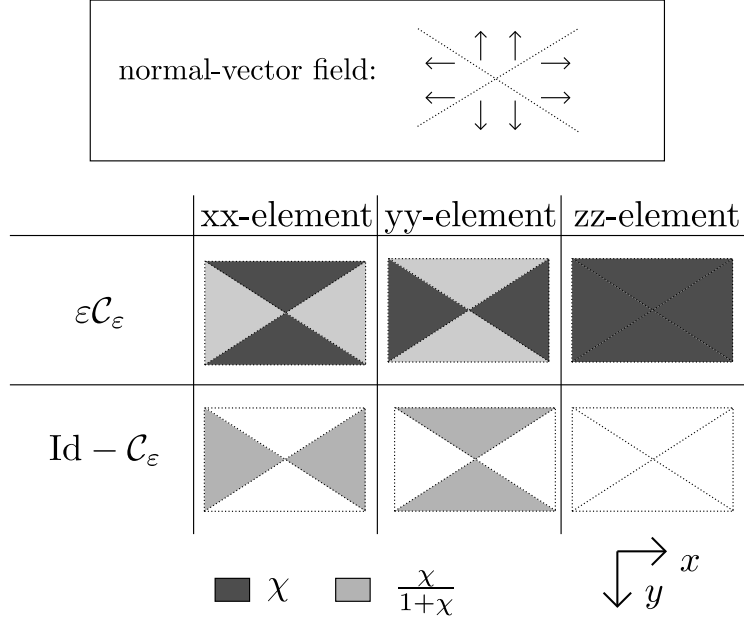 normal-vector field:
xx-element yy-element zz-element
ε𝒞_ε
Id − 𝒞_ε
χ χ/(1+χ)
x
y